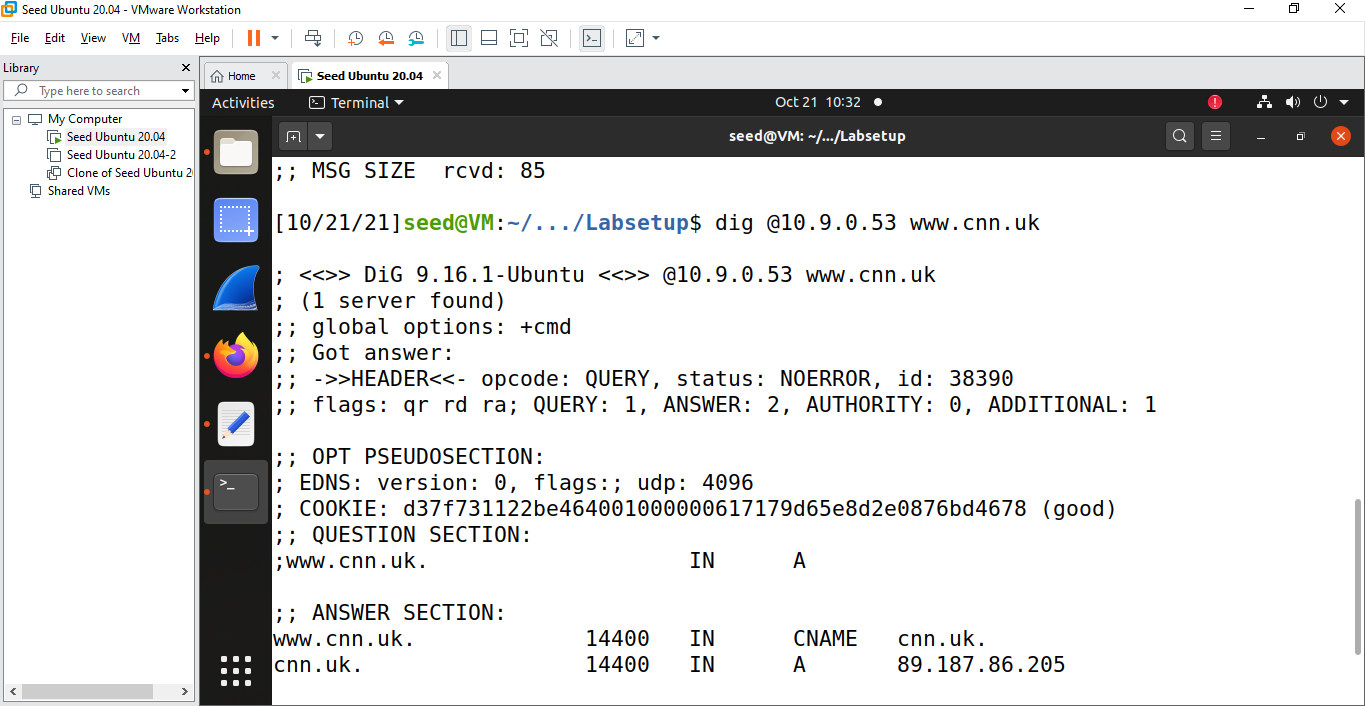 Seed Ubuntu 20.04 - VMware Workstation
File Edit View VM Tabs Help
Library
Type here to search
My Computer
Seed Ubuntu 20.04
Seed Ubuntu 20.04-2
Clone of Seed Ubuntu 2
Shared VMs
Home
Seed Ubuntu 20.04
Activities
Terminal
Oct 21 10:32
seed@VM: ~/.../Labsetup
;; MSG SIZE  rcvd: 85
[10/21/21]seed@VM:~/.../Labsetup$ dig @10.9.0.53 www.cnn.uk
; <<>> DiG 9.16.1-Ubuntu <<>> @10.9.0.53 www.cnn.uk
; (1 server found)
;; global options: +cmd
;; Got answer:
;; ->>HEADER<<- opcode: QUERY, status: NOERROR, id: 38390
;; flags: qr rd ra; QUERY: 1, ANSWER: 2, AUTHORITY: 0, ADDITIONAL: 1
;; OPT PSEUDOSECTION:
; EDNS: version: 0, flags:; udp: 4096
; COOKIE: d37f731122be464001000000617179d65e8d2e0876bd4678 (good)
;; QUESTION SECTION:
;www.cnn.uk. IN A
;; ANSWER SECTION:
www.cnn.uk. 14400 IN CNAME cnn.uk.
cnn.uk. 14400 IN A 89.187.86.205